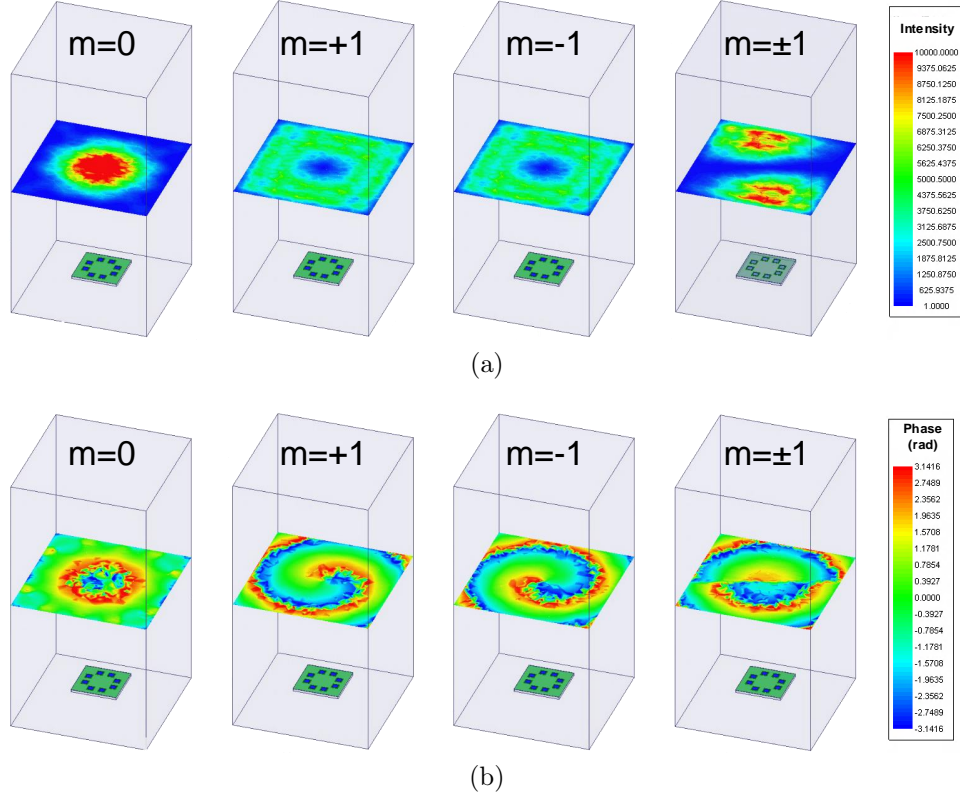 m=0
m=+1
m=-1
m=±1
Intensity
10000.0000
9375.0625
8750.1250
8125.1875
7500.2500
6875.3125
6250.3750
5625.4375
5000.5000
4375.5625
3750.6250
3125.6875
2500.7500
1875.8125
1250.8750
625.9375
1.0000
(a)
m=0
m=+1
m=-1
m=±1
Phase
(rad)
3.1416
2.7489
2.3562
1.9635
1.5708
1.1781
0.7854
0.3927
0.0000
-0.3927
-0.7854
-1.1781
-1.5708
-1.9635
-2.3562
-2.7489
-3.1416
(b)